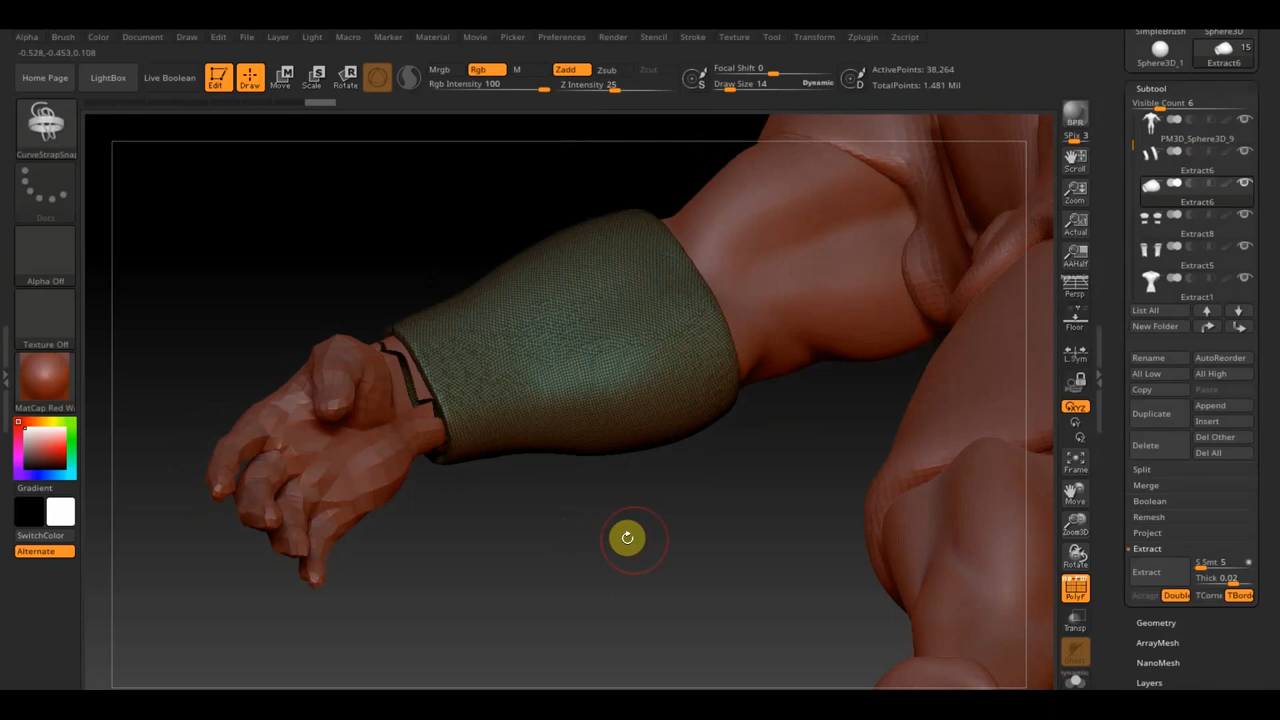 Alpha Brush Color Document Draw Edit File Layer Light Macro Marker Material Movie Picker Preferences Render Stencil Stroke Texture Tool Transform Zplugin Zscript
-0.528,-0.453,0.108
Home Page LightBox Live Boolean Edit Draw Move Scale Rotate
Mrgb Rgb M Zadd Zsub Zcut
Rgb Intensity 100 Z Intensity 25
Focal Shift 0
Draw Size 14 Dynamic
ActivePoints: 38,264
TotalPoints: 1.481 Mil
SimpleBrush Sphere3D
15
Sphere3D_1 Extract6
CurveStrapSnap
Dots
Alpha Off
Texture Off
MatCap Red Wa
Gradient
SwitchColor
Alternate
BPR
SPix 3
Scroll
Zoom
Actual
AAHalf
Dynamic
Persp
Floor
L.Sym
XYZ
Frame
Move
Zoom3D
Rotate
PolyF
Transp
Dynamic
Subtool
Visible Count 6
PM3D_Sphere3D_9
Extract6
Extract6
Extract8
Extract5
Extract1
List All
New Folder
Rename AutoReorder
All Low All High
Copy Paste
Duplicate Append
Insert
Delete Del Other
Del All
Split
Merge
Boolean
Remesh
Project
Extract
Extract S Smt 5
Thick 0.02
Accept Double TCorne TBorde
Geometry
ArrayMesh
NanoMesh
Layers